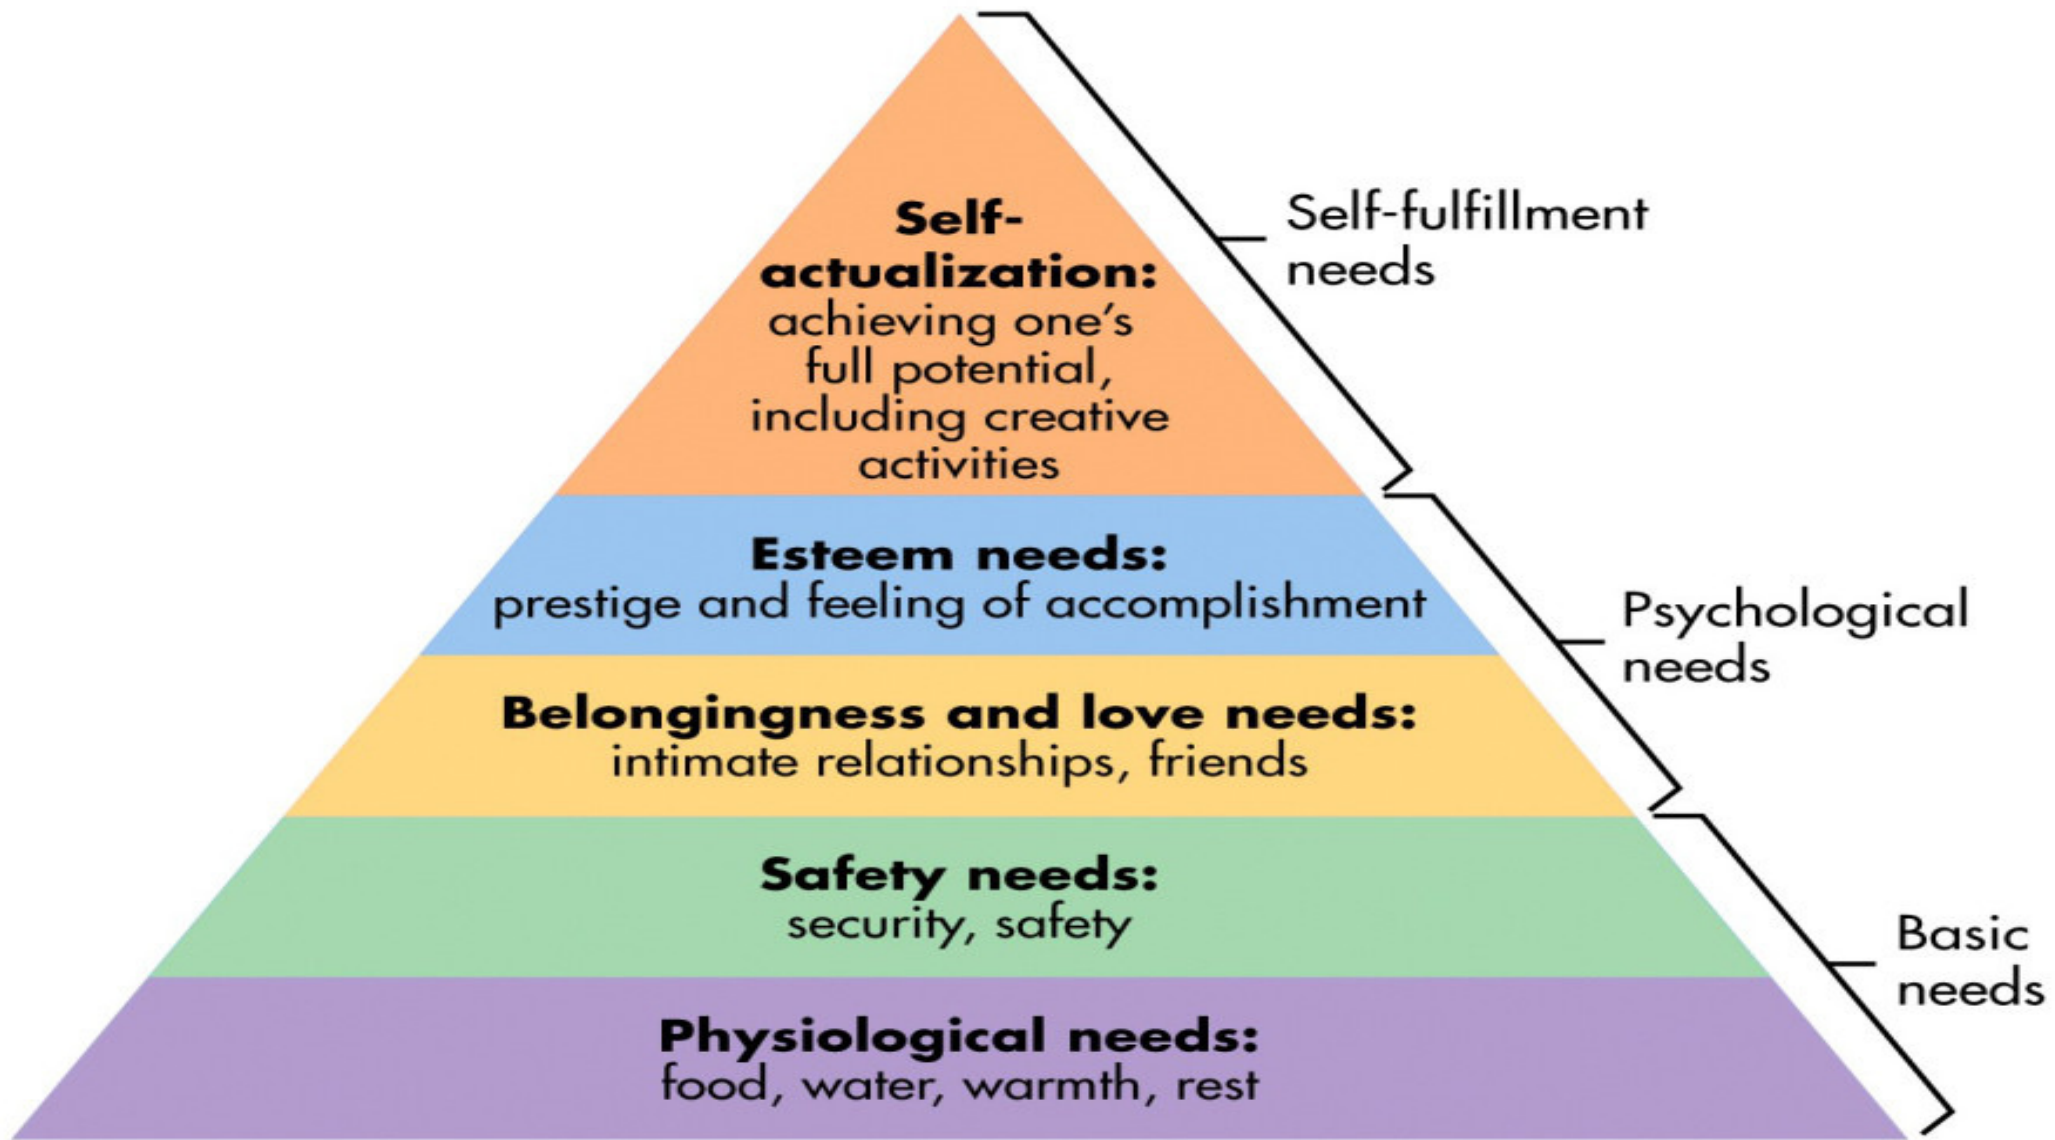 Self-
actualization:
achieving one's
full potential,
including creative
activities
Self-fulfillment
needs
Esteem needs:
prestige and feeling of accomplishment
Psychological
needs
Belongingness and love needs:
intimate relationships, friends
Safety needs:
security, safety
Basic
needs
Physiological needs:
food, water, warmth, rest